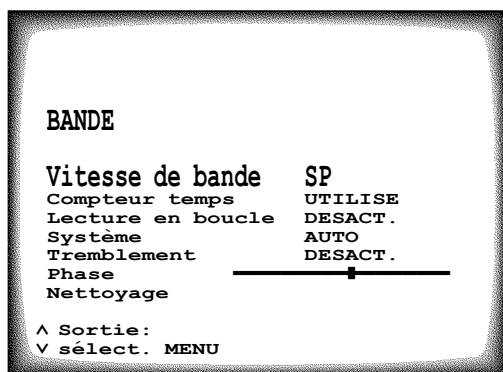 BANDE
Vitesse de bande SP
Compteur temps UTILISE
Lecture en boucle DESACT.
Système AUTO
Tremblement DESACT.
Phase
Nettoyage
∧ Sortie:
∨ sélect. MENU